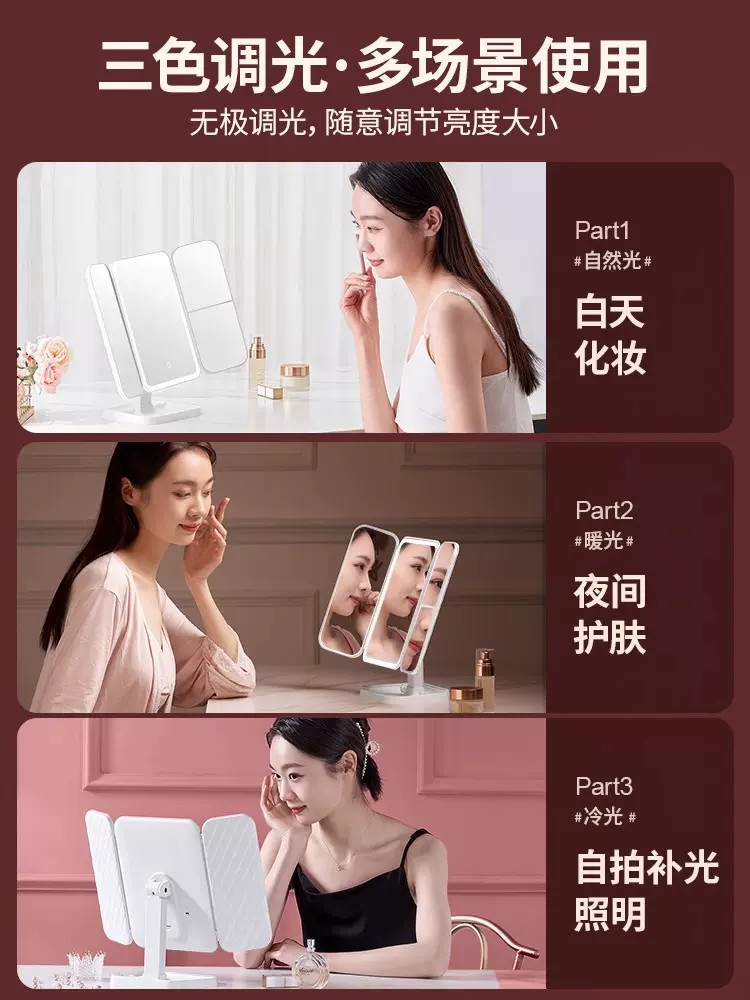 三色调光·多场景使用
无极调光,随意调节亮度大小
Part1
#自然光#
白天
化妆
Part2
#暖光#
夜间
护肤
Part3
#冷光 #
自拍补光
照明